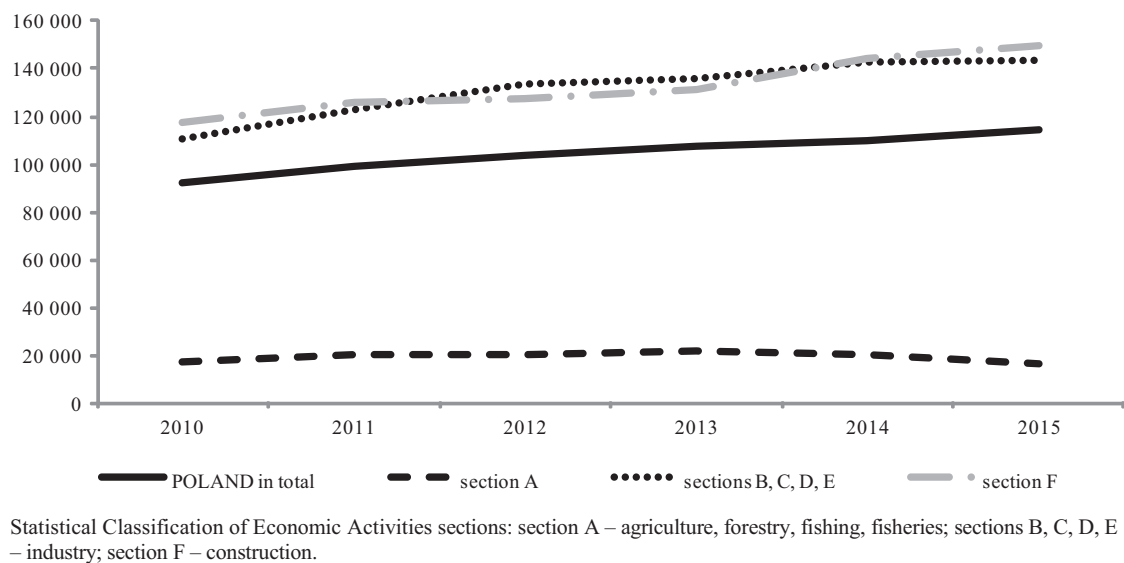 160 000
140 000
120 000
100 000
80 000
60 000
40 000
20 000
0
2010 2011 2012 2013 2014 2015
POLAND in total section A sections B, C, D, E section F
Statistical Classification of Economic Activities sections: section A – agriculture, forestry, fishing, fisheries; sections B, C, D, E
– industry; section F – construction.